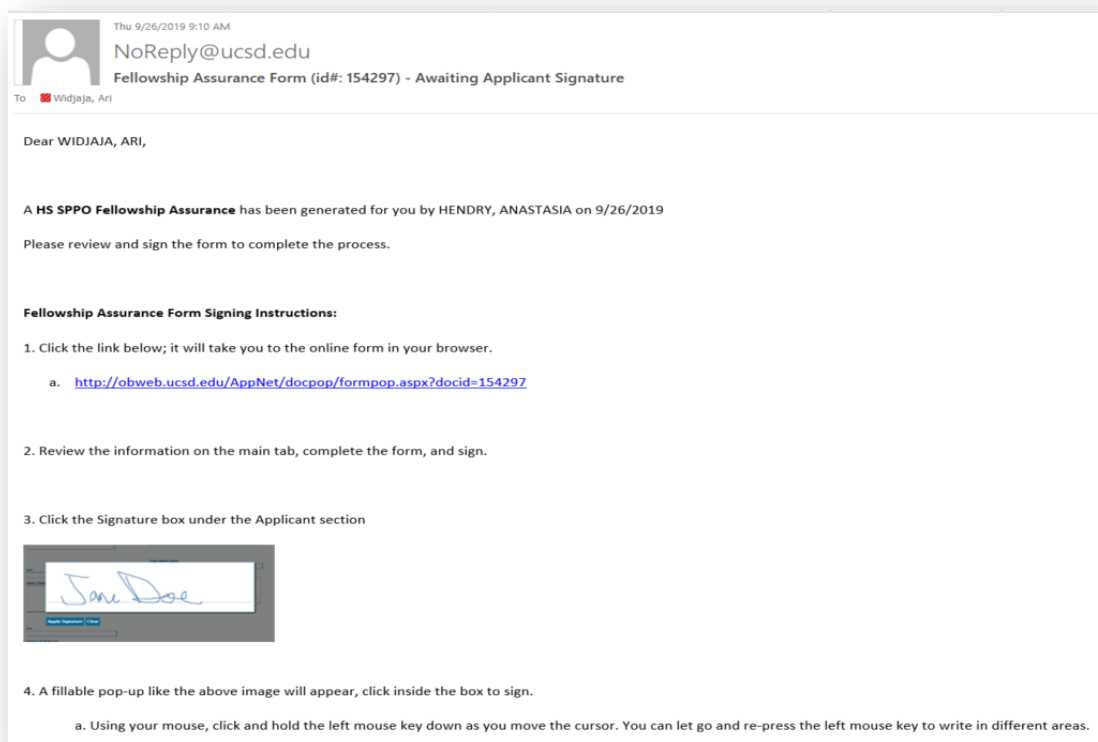 Thu 9/26/2019 9:10 AM
NoReply@ucsd.edu
Fellowship Assurance Form (id#: 154297) - Awaiting Applicant Signature
To Widjaja, Ari
Dear WIDJAJA, ARI,
A HS SPPO Fellowship Assurance has been generated for you by HENDRY, ANASTASIA on 9/26/2019
Please review and sign the form to complete the process.
Fellowship Assurance Form Signing Instructions:
1. Click the link below; it will take you to the online form in your browser.
a. http://obweb.ucsd.edu/AppNet/docpop/formpop.aspx?docid=154297
2. Review the information on the main tab, complete the form, and sign.
3. Click the Signature box under the Applicant section
Jane Doe
Apply Signature Clear
4. A fillable pop-up like the above image will appear, click inside the box to sign.
a. Using your mouse, click and hold the left mouse key down as you move the cursor. You can let go and re-press the left mouse key to write in different areas.